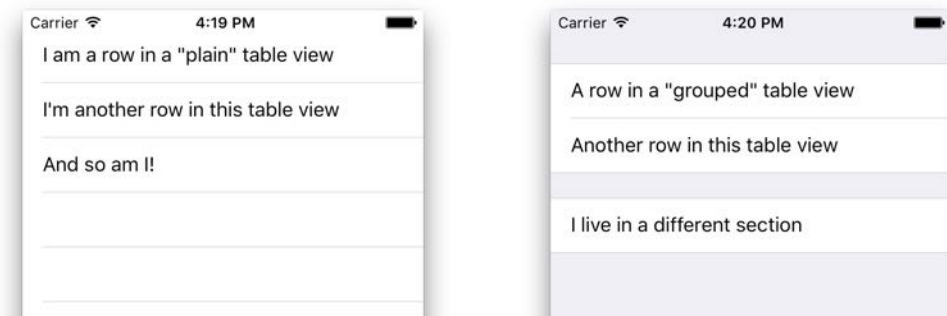 Carrier 4:19 PM
I am a row in a "plain" table view
I'm another row in this table view
And so am I!
Carrier 4:20 PM
A row in a "grouped" table view
Another row in this table view
I live in a different section